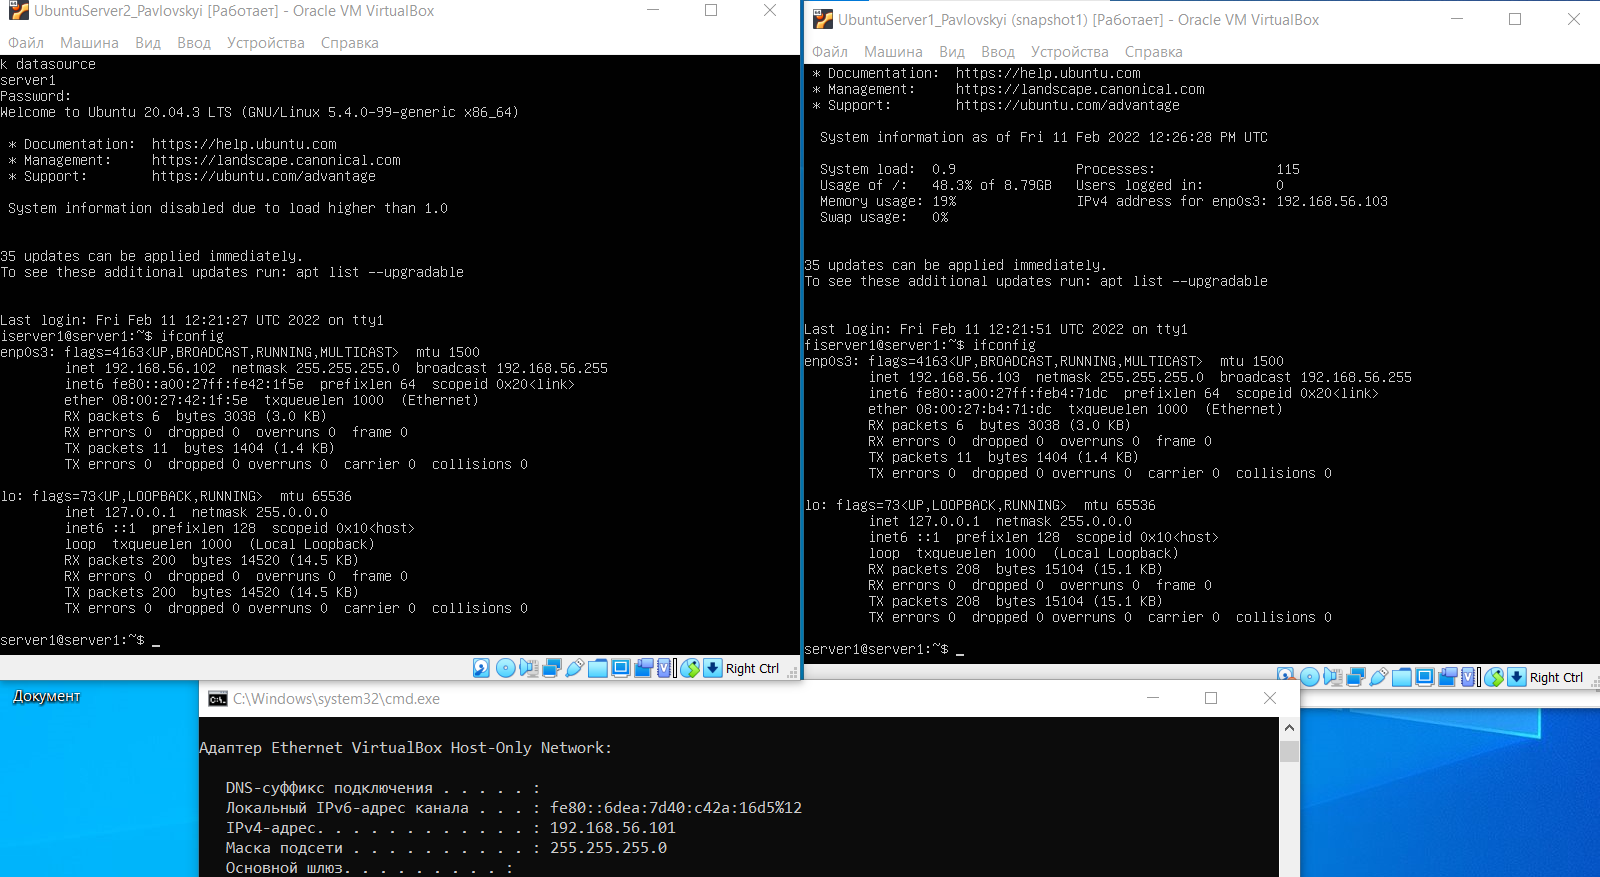 UbuntuServer2_Pavlovskyi [Работает] - Oracle VM VirtualBox
Файл Машина Вид Ввод Устройства Справка
k datasource
server1
Password:
Welcome to Ubuntu 20.04.3 LTS (GNU/Linux 5.4.0-99-generic x86_64)
* Documentation: https://help.ubuntu.com
* Management: https://landscape.canonical.com
* Support: https://ubuntu.com/advantage
System information disabled due to load higher than 1.0
35 updates can be applied immediately.
To see these additional updates run: apt list --upgradable
Last login: Fri Feb 11 12:21:27 UTC 2022 on tty1
iserver1@server1:~$ ifconfig
enp0s3: flags=4163<UP,BROADCAST,RUNNING,MULTICAST> mtu 1500
inet 192.168.56.102 netmask 255.255.255.0 broadcast 192.168.56.255
inet6 fe80::a00:27ff:fe42:1f5e prefixlen 64 scopeid 0x20<link>
ether 08:00:27:42:1f:5e txqueuelen 1000 (Ethernet)
RX packets 6 bytes 3038 (3.0 KB)
RX errors 0 dropped 0 overruns 0 frame 0
TX packets 11 bytes 1404 (1.4 KB)
TX errors 0 dropped 0 overruns 0 carrier 0 collisions 0
lo: flags=73<UP,LOOPBACK,RUNNING> mtu 65536
inet 127.0.0.1 netmask 255.0.0.0
inet6 ::1 prefixlen 128 scopeid 0x10<host>
loop txqueuelen 1000 (Local Loopback)
RX packets 200 bytes 14520 (14.5 KB)
RX errors 0 dropped 0 overruns 0 frame 0
TX packets 200 bytes 14520 (14.5 KB)
TX errors 0 dropped 0 overruns 0 carrier 0 collisions 0
server1@server1:~$ _
Right Ctrl
UbuntuServer1_Pavlovskyi (snapshot1) [Работает] - Oracle VM VirtualBox
Файл Машина Вид Ввод Устройства Справка
* Documentation: https://help.ubuntu.com
* Management: https://landscape.canonical.com
* Support: https://ubuntu.com/advantage
System information as of Fri 11 Feb 2022 12:26:28 PM UTC
System load: 0.9 Processes: 115
Usage of /: 48.3% of 8.79GB Users logged in: 0
Memory usage: 19% IPv4 address for enp0s3: 192.168.56.103
Swap usage: 0%
35 updates can be applied immediately.
To see these additional updates run: apt list --upgradable
Last login: Fri Feb 11 12:21:51 UTC 2022 on tty1
fiserver1@server1:~$ ifconfig
enp0s3: flags=4163<UP,BROADCAST,RUNNING,MULTICAST> mtu 1500
inet 192.168.56.103 netmask 255.255.255.0 broadcast 192.168.56.255
inet6 fe80::a00:27ff:feb4:71dc prefixlen 64 scopeid 0x20<link>
ether 08:00:27:b4:71:dc txqueuelen 1000 (Ethernet)
RX packets 6 bytes 3038 (3.0 KB)
RX errors 0 dropped 0 overruns 0 frame 0
TX packets 11 bytes 1404 (1.4 KB)
TX errors 0 dropped 0 overruns 0 carrier 0 collisions 0
lo: flags=73<UP,LOOPBACK,RUNNING> mtu 65536
inet 127.0.0.1 netmask 255.0.0.0
inet6 ::1 prefixlen 128 scopeid 0x10<host>
loop txqueuelen 1000 (Local Loopback)
RX packets 208 bytes 15104 (15.1 KB)
RX errors 0 dropped 0 overruns 0 frame 0
TX packets 208 bytes 15104 (15.1 KB)
TX errors 0 dropped 0 overruns 0 carrier 0 collisions 0
server1@server1:~$ _
Right Ctrl
Документ
C:\Windows\system32\cmd.exe
Адаптер Ethernet VirtualBox Host-Only Network:
DNS-суффикс подключения . . . . . :
Локальный IPv6-адрес канала . . . : fe80::6dea:7d40:c42a:16d5%12
IPv4-адрес. . . . . . . . . . . . : 192.168.56.101
Маска подсети . . . . . . . . . . : 255.255.255.0
Основной шлюз. . . . . . . . . :